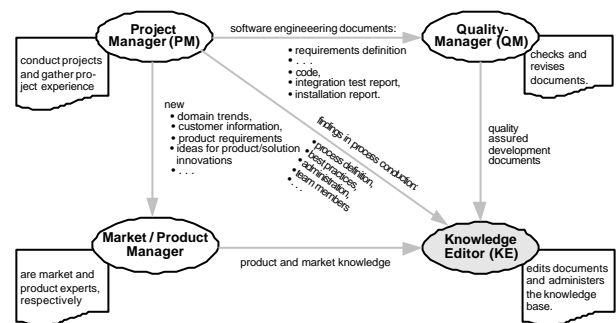 Project
Manager (PM)
software engineering documents:
Quality-
Manager (QM)
conduct projects
and gather pro-
ject experience
• requirements definition
• . . .
• code,
• integration test report,
• installation report.
checks and
revises
documents.
new
• domain trends,
• customer information,
• product requirements
• ideas for product/solution
innovations
• . . .
findings in process conduction:
• process definition,
• best practices,
• administration,
• team members
• . . .
quality
assured
development
documents
Market / Product
Manager
product and market knowledge
Knowledge
Editor (KE)
are market and
product experts,
respectively
edits documents
and administers
the knowledge
base.